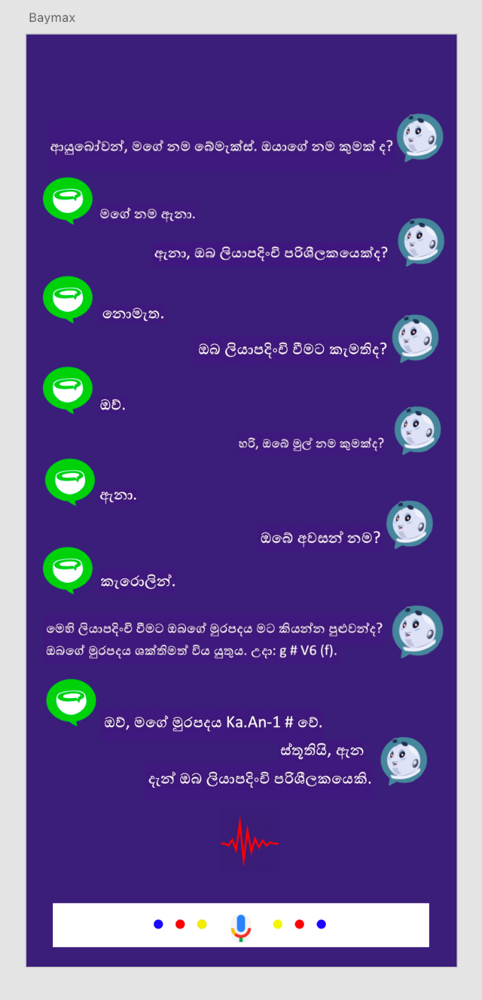 Baymax
ආයුබෝවන්, මගේ නම බේමැක්ස්. ඔයාගේ නම කුමක් ද?
මගේ නම ඇනා.
ඇනා, ඔබ ලියාපදිංචි පරිශීලකයෙක්ද?
නොමැත.
ඔබ ලියාපදිංචි වීමට කැමතිද?
ඔව්.
හරි, ඔබේ මුල් නම කුමක්ද?
ඇනා.
ඔබේ අවසන් නම?
කැරොලින්.
මෙහි ලියාපදිංචි වීමට ඔබගේ මුරපදය මට කියන්න පුළුවන්ද?
ඔබගේ මුරපදය ශක්තිමත් විය යුතුය. උදා: g # V6 (f).
ඔව්, මගේ මුරපදය Ka.An-1 # වේ.
ස්තූතියි, ඇන
දැන් ඔබ ලියාපදිංචි පරිශීලකයෙකි.